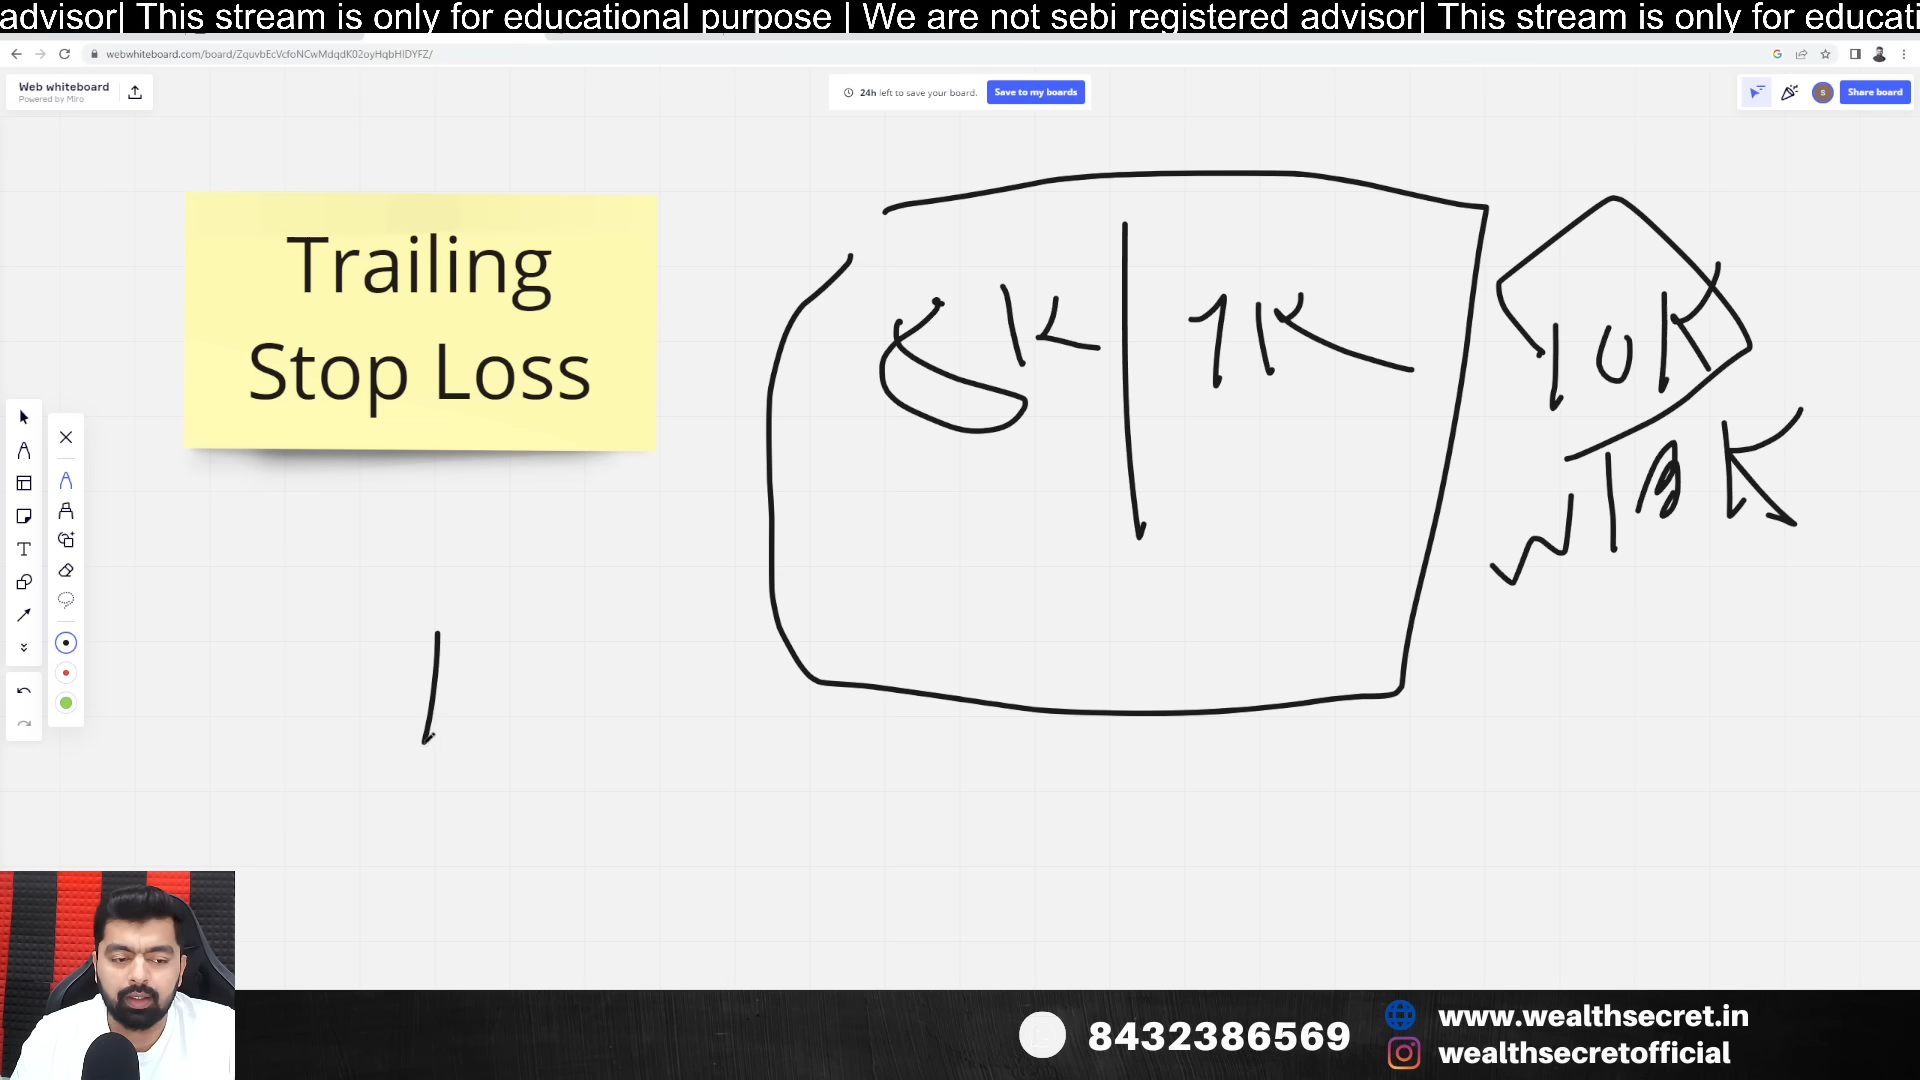 advisor| This stream is only for educational purpose | We are not sebi registered advisor| This stream is only for educati
webwhiteboard.com/board/ZquvbEcVcfoNCwMdqdK02oyHqbHIDYFZ/
Web whiteboard
Powered by Miro
24h left to save your board.
Save to my boards
S
Share board
Trailing
Stop Loss
K
1K
10K
K
8432386569
www.wealthsecret.in
wealthsecretofficial